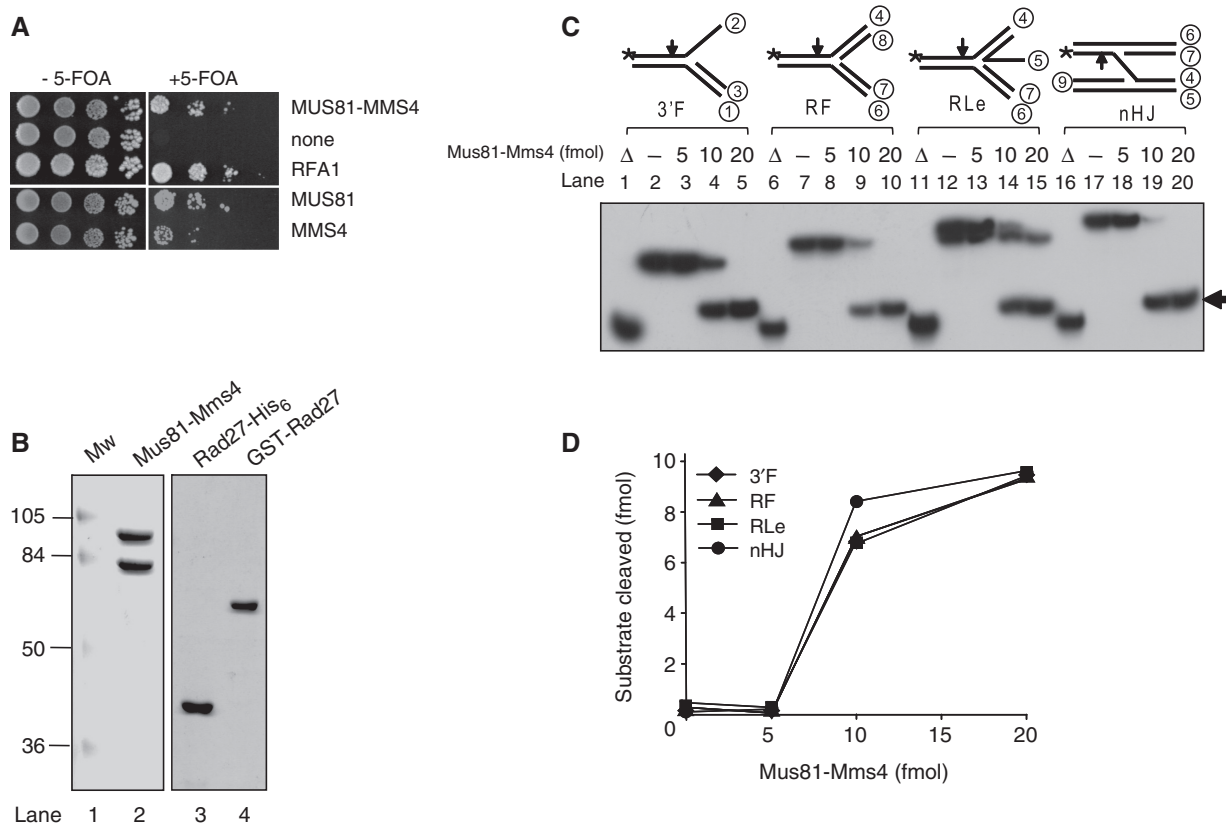 A
- 5-FOA +5-FOA
MUS81-MMS4
none
RFA1
MUS81
MMS4
B
Mw Mus81-Mms4 Rad27-His6 GST-Rad27
105
84
50
36
Lane 1 2 3 4
C
* 2 3 1
* 4 8 7 6
* 4 5 7 6
* 6 7 9 4 5
3'F RF RLe nHJ
Mus81-Mms4 (fmol) Δ – 5 10 20 Δ – 5 10 20 Δ – 5 10 20 Δ – 5 10 20
Lane 1 2 3 4 5 6 7 8 9 10 11 12 13 14 15 16 17 18 19 20
D
Substrate cleaved (fmol)
10
8
6
4
2
0
3'F
RF
RLe
nHJ
5 10 15 20
Mus81-Mms4 (fmol)